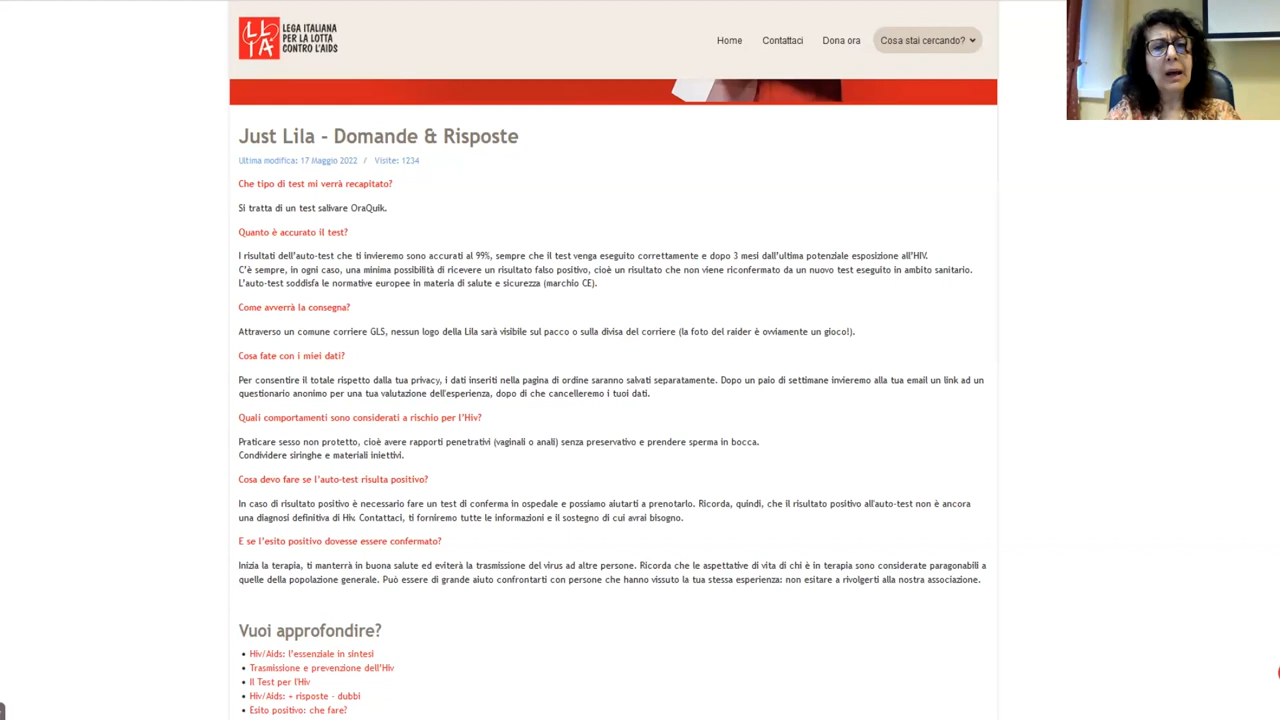 LILA
LEGA ITALIANA
PER LA LOTTA
CONTRO L'AIDS
Home
Contattaci
Dona ora
Cosa stai cercando?
Just Lila - Domande & Risposte
Ultima modifica: 17 Maggio 2022 / Visite: 1234
Che tipo di test mi verrà recapitato?
Si tratta di un test salivare OraQuik.
Quanto è accurato il test?
I risultati dell'auto-test che ti invieremo sono accurati al 99%, sempre che il test venga eseguito correttamente e dopo 3 mesi dall'ultima potenziale esposizione all'HIV.
C'è sempre, in ogni caso, una minima possibilità di ricevere un risultato falso positivo, cioè un risultato che non viene riconfermato da un nuovo test eseguito in ambito sanitario.
L'auto-test soddisfa le normative europee in materia di salute e sicurezza (marchio CE).
Come avverrà la consegna?
Attraverso un comune corriere GLS, nessun logo della Lila sarà visibile sul pacco o sulla divisa del corriere (la foto del raider è ovviamente un gioco!).
Cosa fate con i miei dati?
Per consentire il totale rispetto dalla tua privacy, i dati inseriti nella pagina di ordine saranno salvati separatamente. Dopo un paio di settimane invieremo alla tua email un link ad un
questionario anonimo per una tua valutazione dell'esperienza, dopo di che cancelleremo i tuoi dati.
Quali comportamenti sono considerati a rischio per l'Hiv?
Praticare sesso non protetto, cioè avere rapporti penetrativi (vaginali o anali) senza preservativo e prendere sperma in bocca.
Condividere siringhe e materiali iniettivi.
Cosa devo fare se l'auto-test risulta positivo?
In caso di risultato positivo è necessario fare un test di conferma in ospedale e possiamo aiutarti a prenotarlo. Ricorda, quindi, che il risultato positivo all'auto-test non è ancora
una diagnosi definitiva di Hiv. Contattaci, ti forniremo tutte le informazioni e il sostegno di cui avrai bisogno.
E se l'esito positivo dovesse essere confermato?
Inizia la terapia, ti manterrà in buona salute ed eviterà la trasmissione del virus ad altre persone. Ricorda che le aspettative di vita di chi è in terapia sono considerate paragonabili a
quelle della popolazione generale. Può essere di grande aiuto confrontarti con persone che hanno vissuto la tua stessa esperienza: non esitare a rivolgerti alla nostra associazione.
Vuoi approfondire?
• Hiv/Aids: l'essenziale in sintesi
• Trasmissione e prevenzione dell'Hiv
• Il Test per l'Hiv
• Hiv/Aids: + risposte - dubbi
• Esito positivo: che fare?